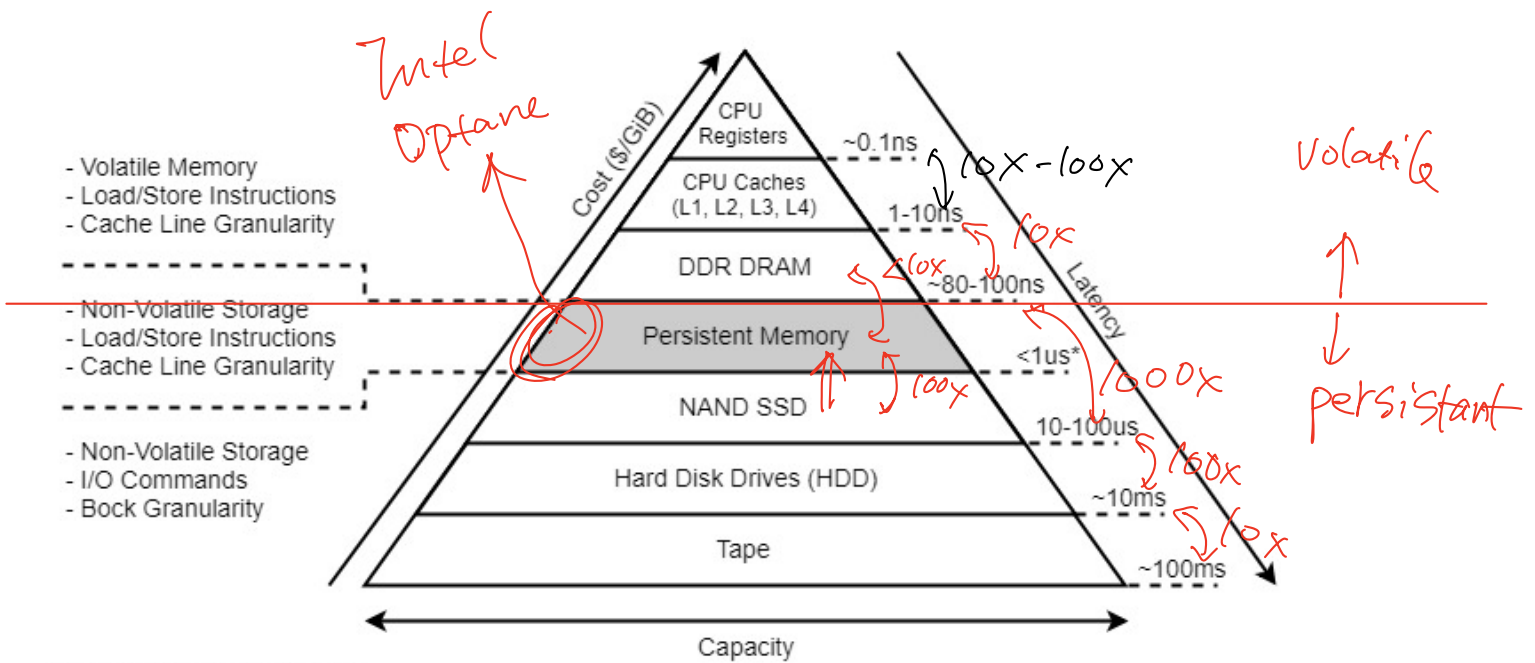 Intel
Optane
Cost ($/GiB)
CPU
Registers
~0.1ns
10x-100x
CPU Caches
(L1, L2, L3, L4)
1-10ns
10x
DDR DRAM
<10x
~80-100ns
Latency
Persistent Memory
<1us*
1000x
100x
NAND SSD
10-100us
100x
Hard Disk Drives (HDD)
~10ms
10x
Tape
~100ms
Capacity
- Volatile Memory
- Load/Store Instructions
- Cache Line Granularity
- Non-Volatile Storage
- Load/Store Instructions
- Cache Line Granularity
- Non-Volatile Storage
- I/O Commands
- Bock Granularity
volatile
persistant